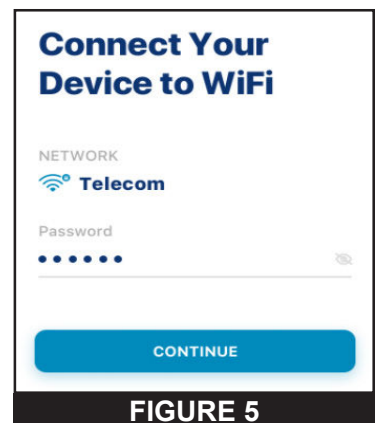 Connect Your
Device to WiFi
NETWORK
Telecom
Password
••••••
CONTINUE
FIGURE 5